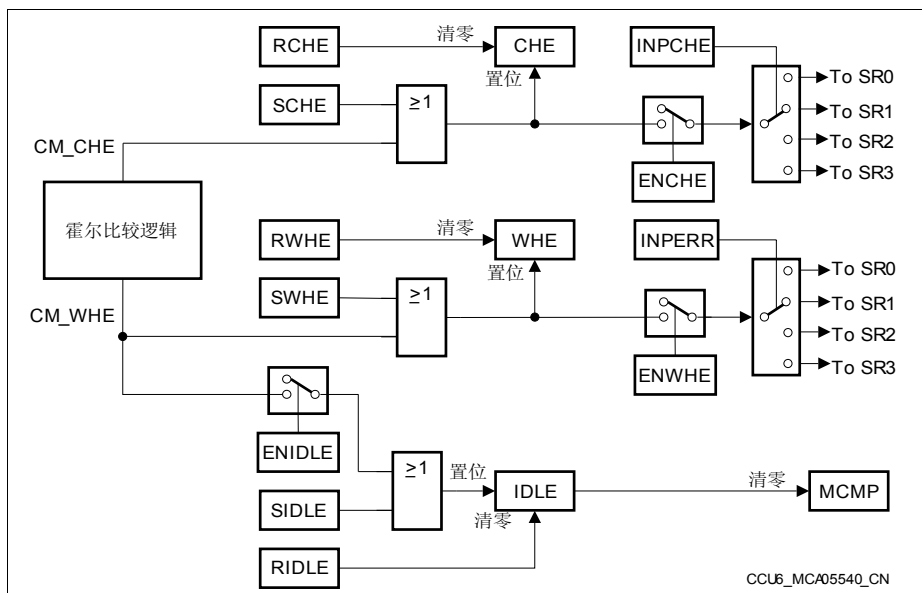 RCHE
清零
CHE
INPCHE
置位
SCHE
≥1
To SR0
To SR1
To SR2
To SR3
CM_CHE
ENCHE
霍尔比较逻辑
RWHE
清零
WHE
INPERR
置位
SWHE
≥1
To SR0
To SR1
To SR2
To SR3
CM_WHE
ENWHE
ENIDLE
≥1
置位
IDLE
清零
MCMP
SIDLE
清零
RIDLE
CCU6_MCA05540_CN